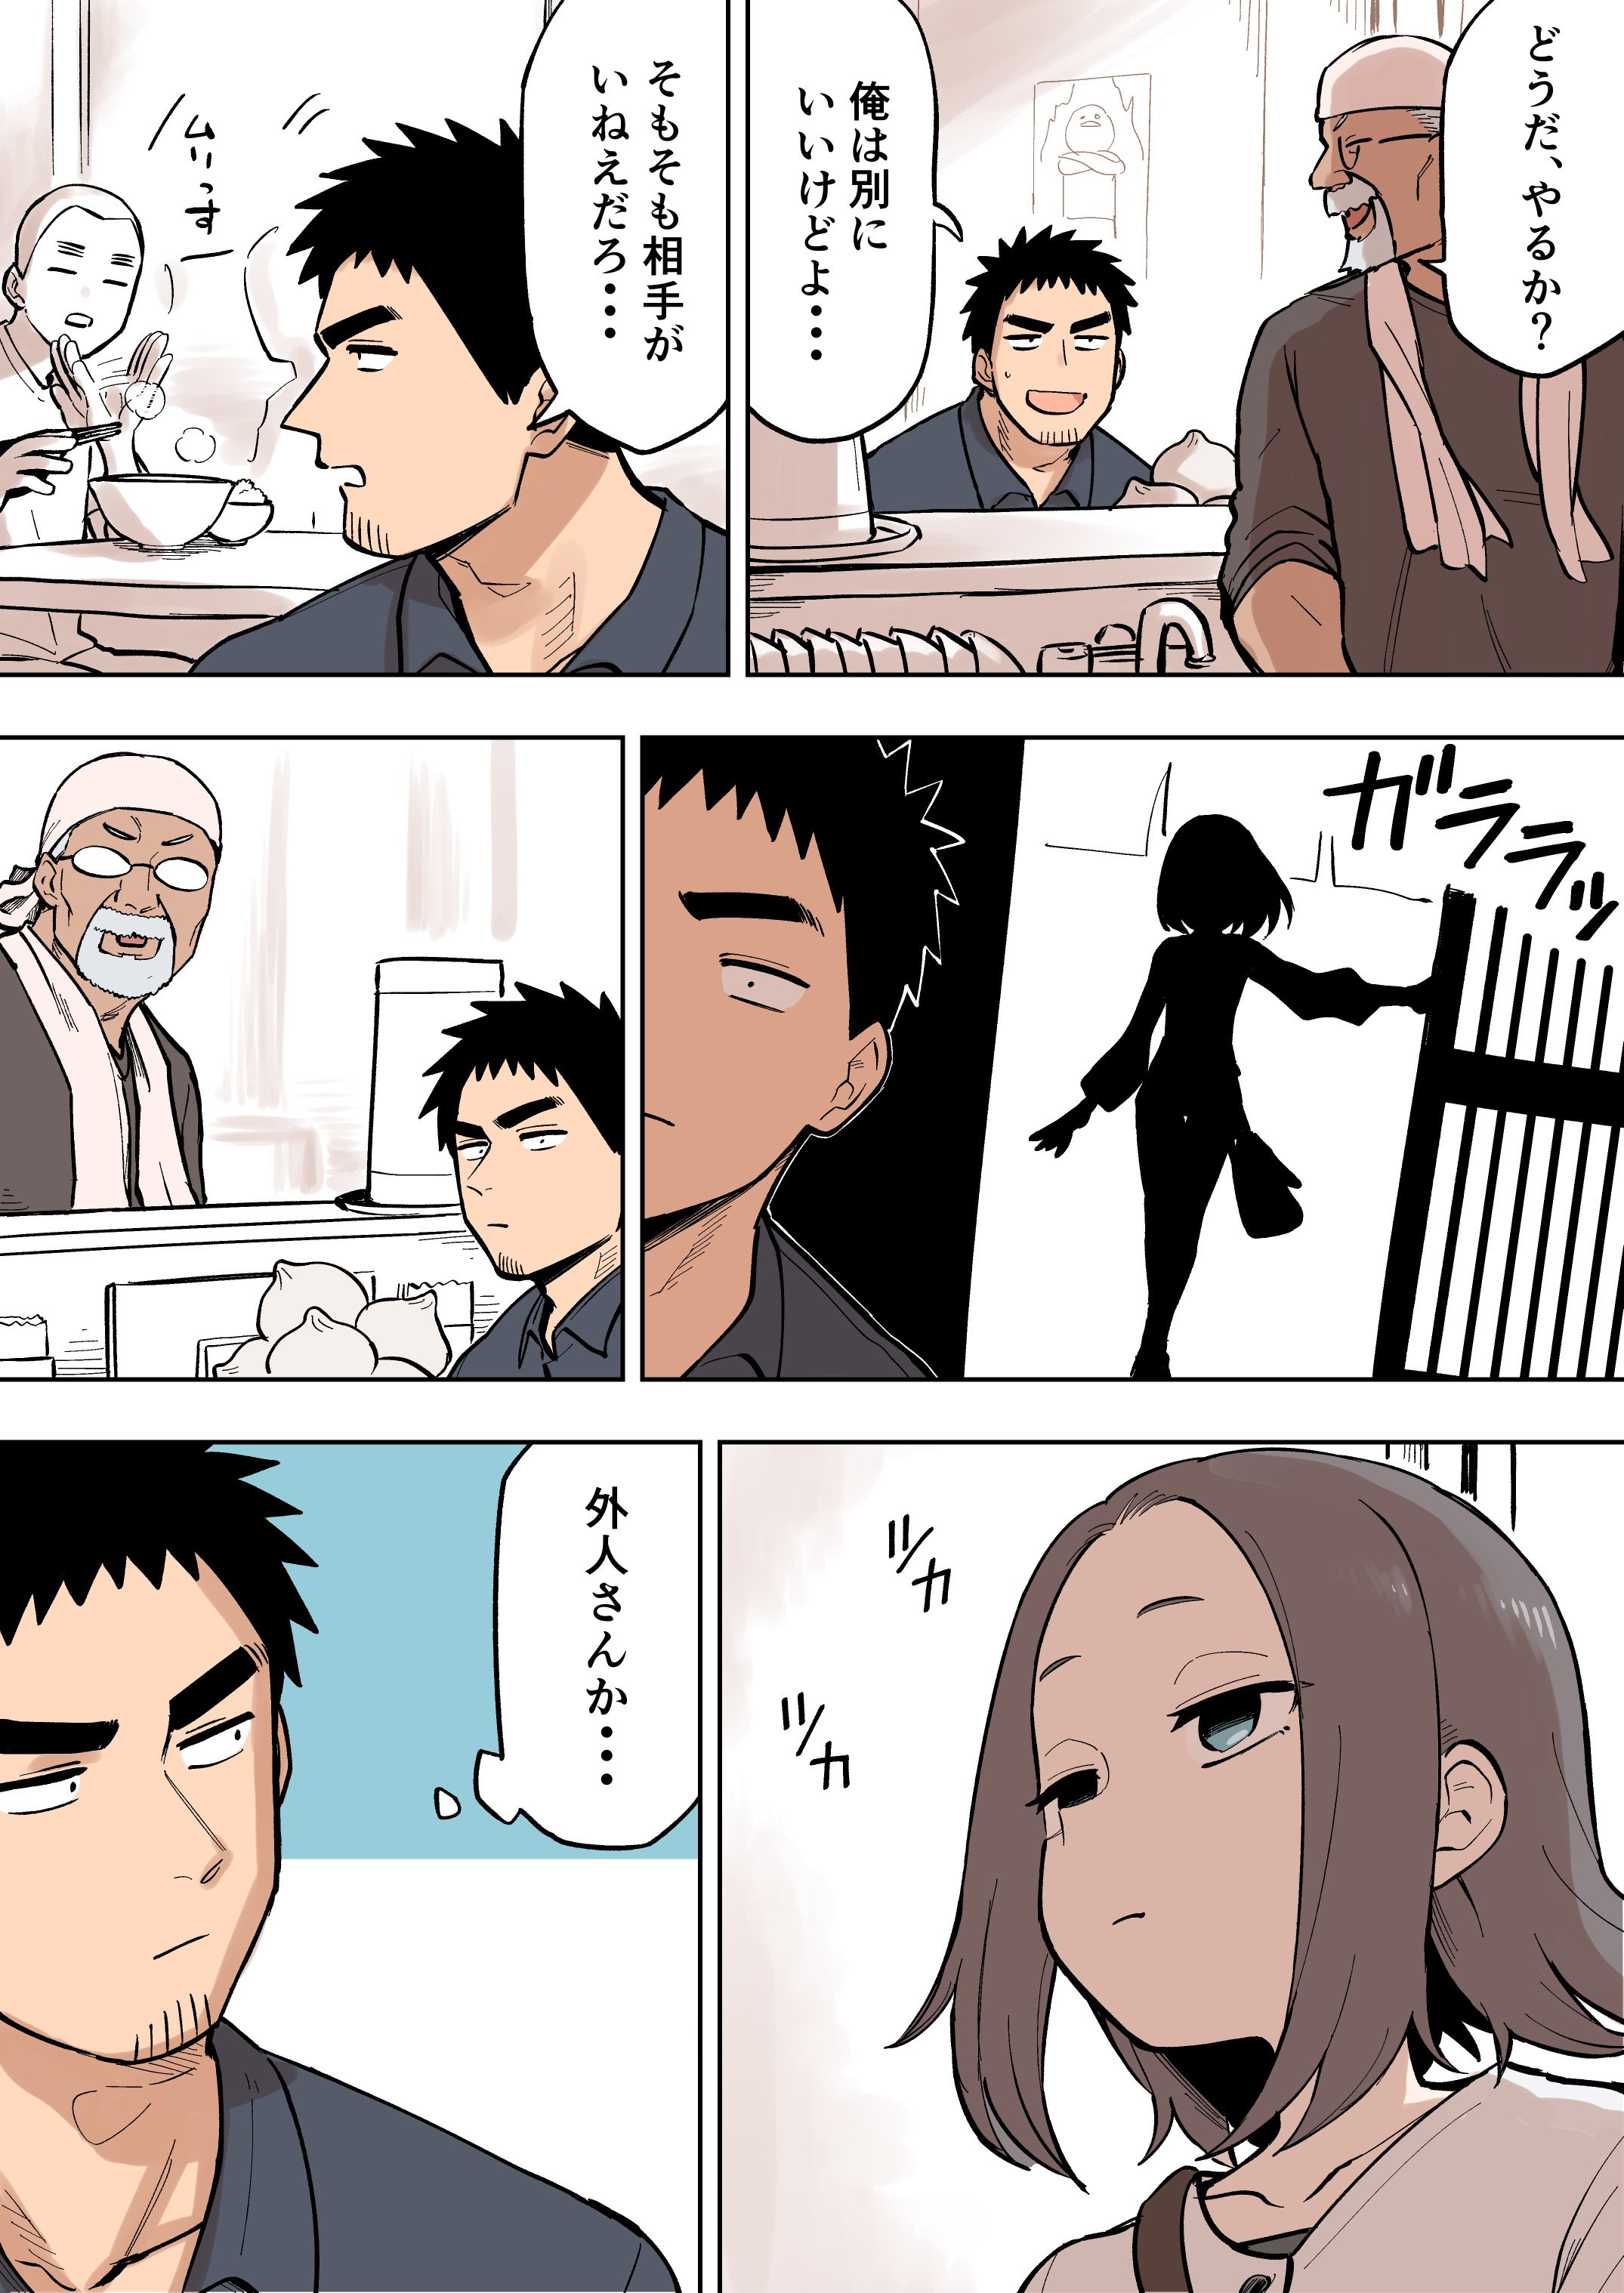 どうだ、やるか?
俺は別に
いいけどよ・・・
そもそも相手が
いねえだろ・・・
ムリっす
ガララッ
ツカ
ツカ
外人さんか・・・